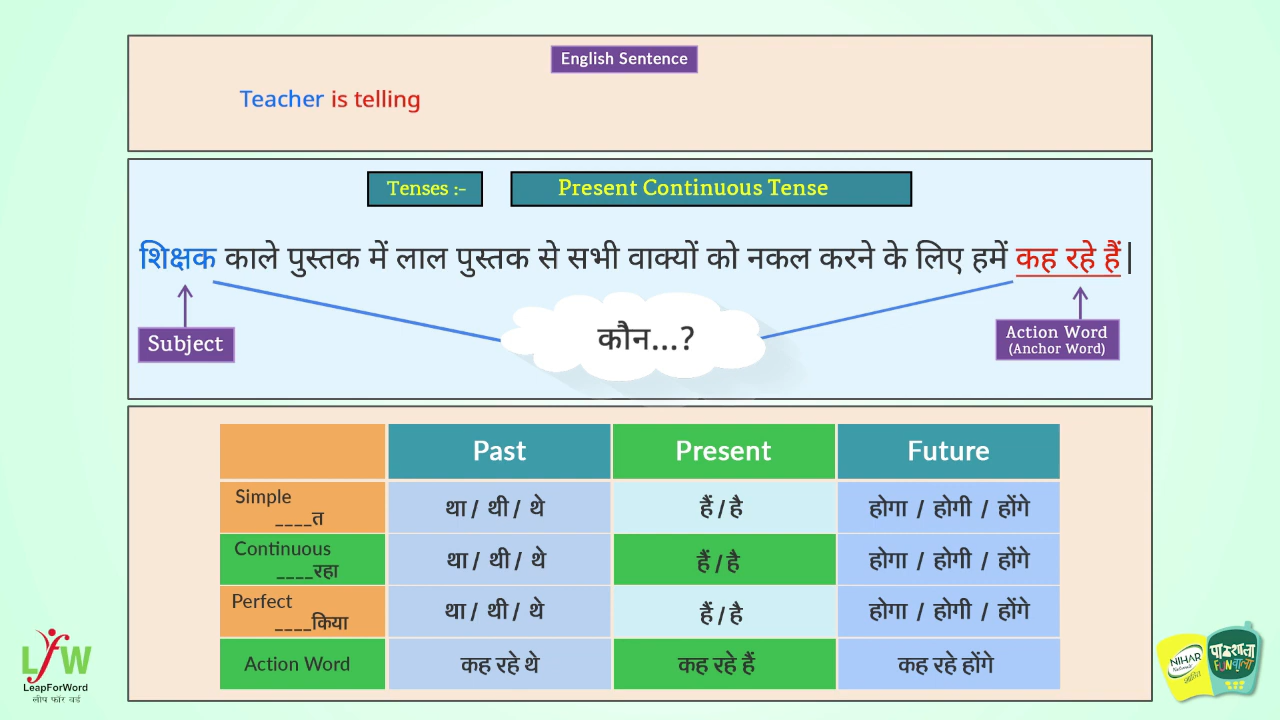 English Sentence
Teacher is telling
Tenses :-
Present Continuous Tense
शिक्षक काले पुस्तक में लाल पुस्तक से सभी वाक्यों को नकल करने के लिए हमें कह रहे हैं|
कौन...?
Subject
Action Word
(Anchor Word)
Past Present Future
Simple
____त
था / थी / थे हैं / है होगा / होगी / होंगे
Continuous
____रहा
था / थी / थे हैं / है होगा / होगी / होंगे
Perfect
____किया
था / थी / थे हैं / है होगा / होगी / होंगे
Action Word कह रहे थे कह रहे हैं कह रहे होंगे
LfW
LeapForWord
लीप फॉर वर्ड
NIHAR
पाठशाला
FUNवाला